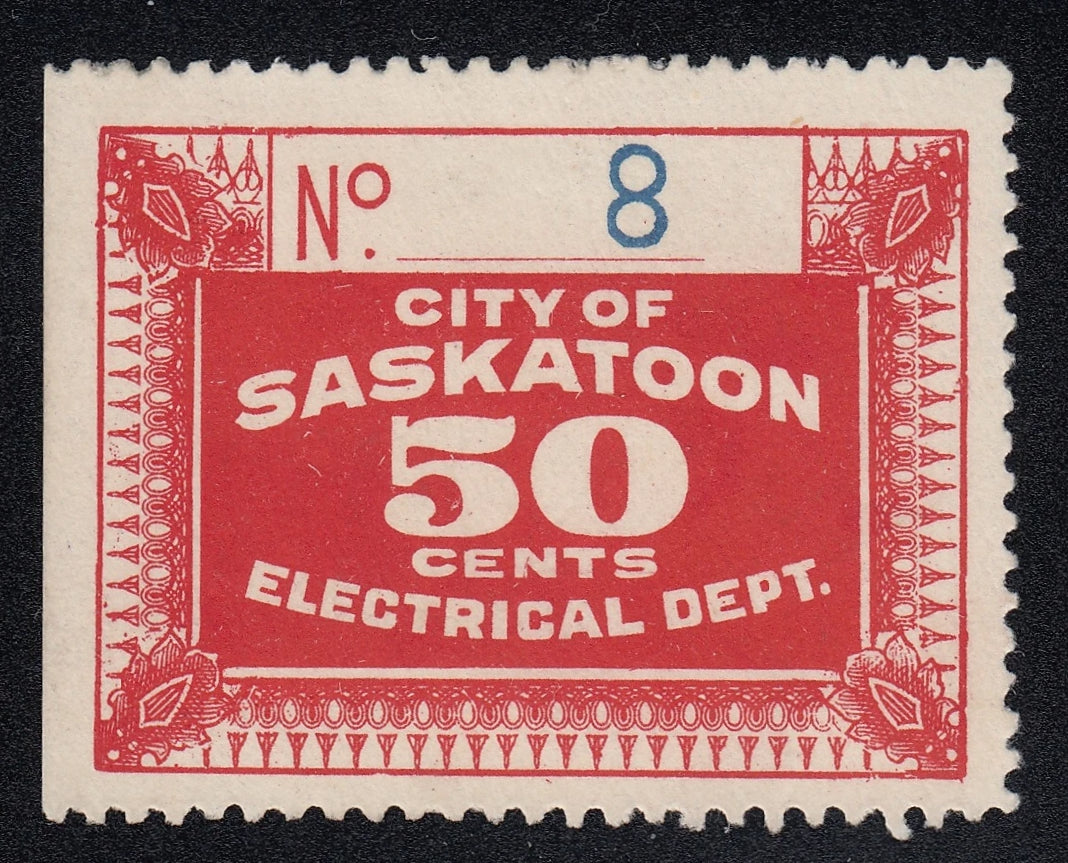 Nº. 8
CITY OF
SASKATOON
50
CENTS
ELECTRICAL DEPT.